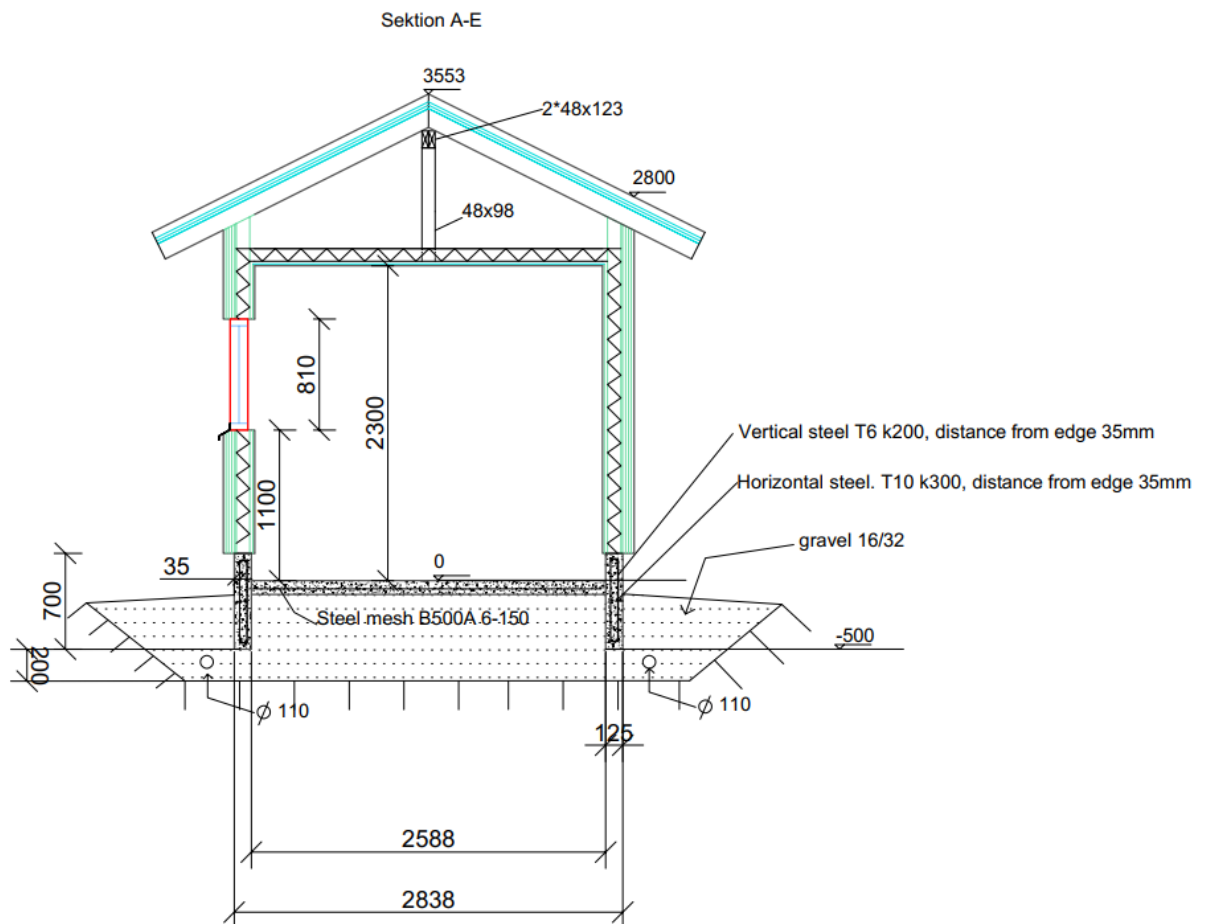 Sektion A-E
3553
2*48x123
2800
48x98
810
2300
Vertical steel T6 k200, distance from edge 35mm
Horizontal steel. T10 k300, distance from edge 35mm
1100
gravel 16/32
35
0
700
Steel mesh B500A 6-150
-500
200
Ø 110
Ø 110
125
2588
2838